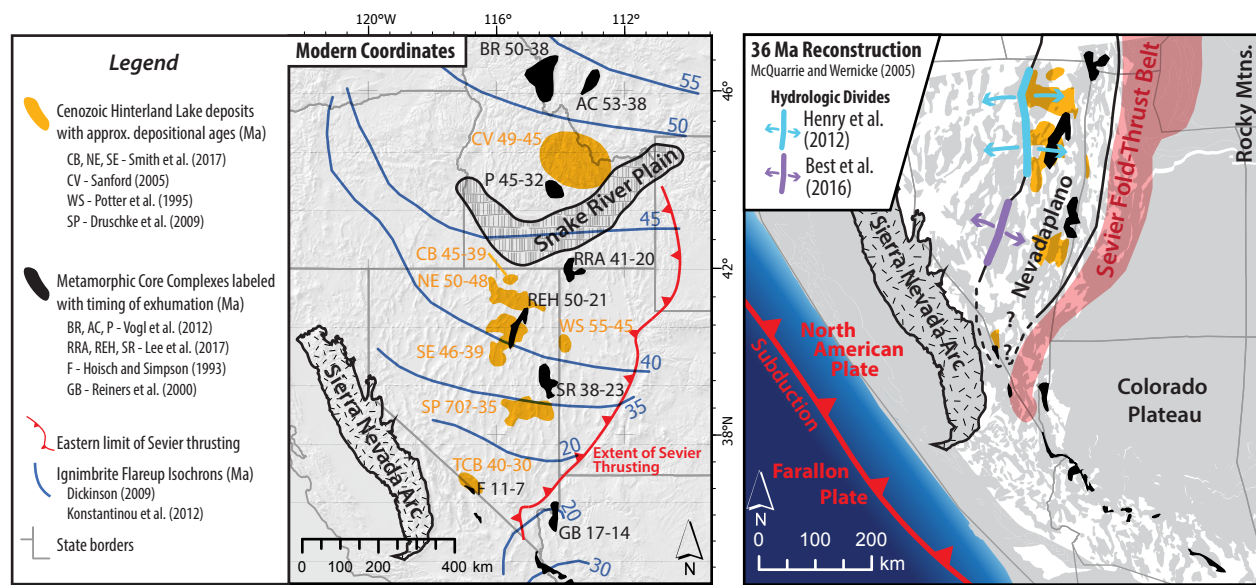 Legend
Cenozoic Hinterland Lake deposits
with approx. depositional ages (Ma)
CB, NE, SE - Smith et al. (2017)
CV - Sanford (2005)
WS - Potter et al. (1995)
SP - Druschke et al. (2009)
Metamorphic Core Complexes labeled
with timing of exhumation (Ma)
BR, AC, P - Vogl et al. (2012)
RRA, REH, SR - Lee et al. (2017)
F - Hoisch and Simpson (1993)
GB - Reiners et al. (2000)
Eastern limit of Sevier thrusting
Ignimbrite Flareup Isochrons (Ma)
Dickinson (2009)
Konstantinou et al. (2012)
State borders
120°W
116°W
112°W
Modern Coordinates
BR 50-38
55
46°N
AC 53-38
50
CV 49-45
P 45-32
Snake River Plain
45
CB 45-39
42°N
RRA 41-20
NE 50-48
REH 50-21
WS 55-45
SE 46-39
40
SR 38-23
35
SP 70?-35
38°N
20
Extent of Sevier
Thrusting
TCB 40-30
F 11-7
20
GB 17-14
30
Sierra Nevada Arc
0
200
400
km
N
36 Ma Reconstruction
McQuarrie and Wernicke (2005)
Hydrologic Divides
Henry et al.
(2012)
Best et al.
(2016)
Rocky Mtns.
Sevier Fold-Thrust Belt
Nevadaplano
Sierra Nevada Arc
?
?
North
American
Plate
Subduction
Farallon
Plate
Colorado
Plateau
N
0
100
200
km